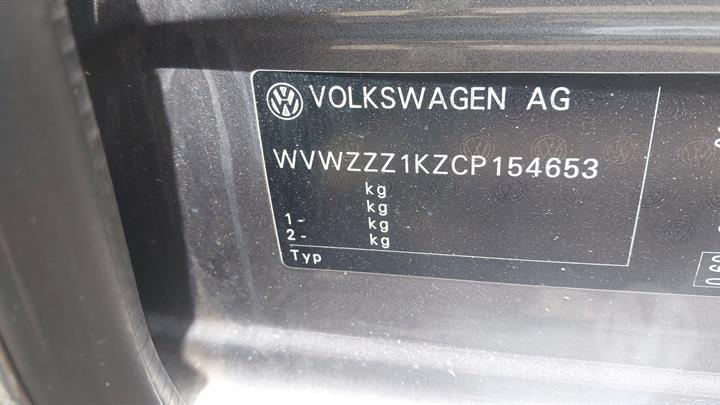 VOLKSWAGEN AG
WVWZZZ1KZCP154653
kg
kg
1- kg
2- kg
Typ